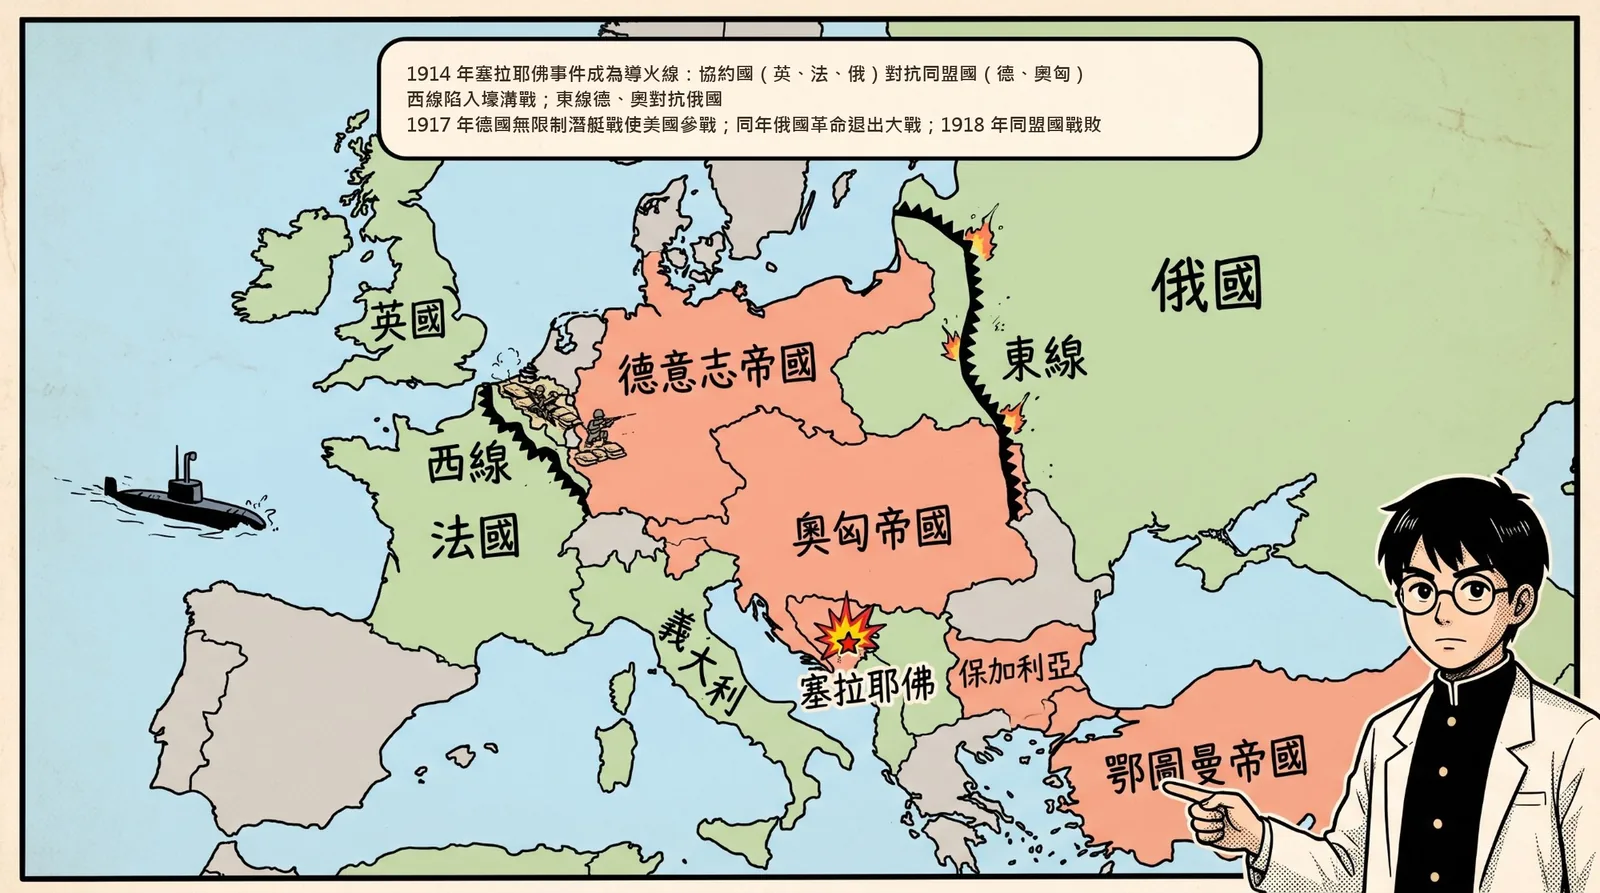 1914 年塞拉耶佛事件成為導火線：協約國（英、法、俄）對抗同盟國（德、奧匈）
西線陷入壕溝戰；東線德、奧對抗俄國
1917 年德國無限制潛艇戰使美國參戰；同年俄國革命退出大戰；1918 年同盟國戰敗
俄國
英國
東線
德意志帝國
西線
法國
奧匈帝國
義大利
塞拉耶佛
保加利亞
鄂圖曼帝國